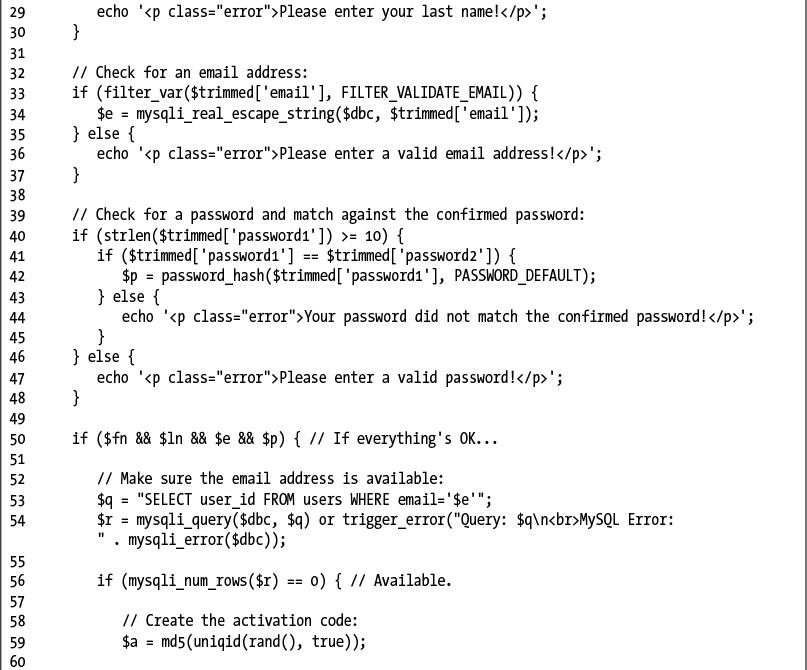 29 echo '<p class="error">Please enter your last name!</p>';
30 }
31
32 // Check for an email address:
33 if (filter_var($trimmed['email'], FILTER_VALIDATE_EMAIL)) {
34 $e = mysqli_real_escape_string($dbc, $trimmed['email']);
35 } else {
36 echo '<p class="error">Please enter a valid email address!</p>';
37 }
38
39 // Check for a password and match against the confirmed password:
40 if (strlen($trimmed['password1']) >= 10) {
41 if ($trimmed['password1'] == $trimmed['password2']) {
42 $p = password_hash($trimmed['password1'], PASSWORD_DEFAULT);
43 } else {
44 echo '<p class="error">Your password did not match the confirmed password!</p>';
45 }
46 } else {
47 echo '<p class="error">Please enter a valid password!</p>';
48 }
49
50 if ($fn && $ln && $e && $p) { // If everything's OK...
51
52 // Make sure the email address is available:
53 $q = "SELECT user_id FROM users WHERE email='$e'";
54 $r = mysqli_query($dbc, $q) or trigger_error("Query: $q\n<br>MySQL Error:
" . mysqli_error($dbc));
55
56 if (mysqli_num_rows($r) == 0) { // Available.
57
58 // Create the activation code:
59 $a = md5(uniqid(rand(), true));
60